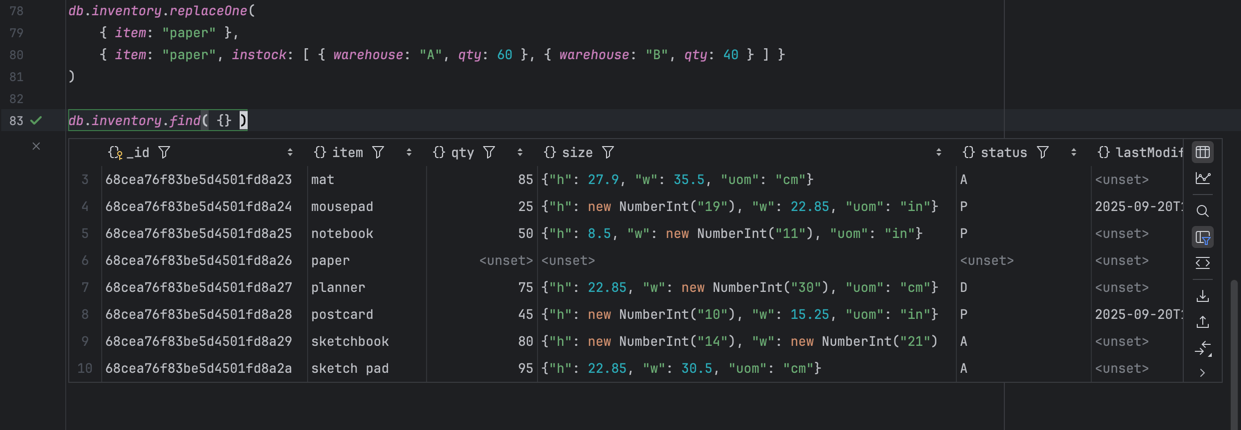 78 db.inventory.replaceOne(
79 { item: "paper" },
80 { item: "paper", instock: [ { warehouse: "A", qty: 60 }, { warehouse: "B", qty: 40 } ] }
81 )
82
83 db.inventory.find( {} )
_id item qty size status lastModif
3 68cea76f83be5d4501fd8a23 mat 85 {"h": 27.9, "w": 35.5, "uom": "cm"} A <unset>
4 68cea76f83be5d4501fd8a24 mousepad 25 {"h": new NumberInt("19"), "w": 22.85, "uom": "in"} P 2025-09-20T1
5 68cea76f83be5d4501fd8a25 notebook 50 {"h": 8.5, "w": new NumberInt("11"), "uom": "in"} P <unset>
6 68cea76f83be5d4501fd8a26 paper <unset> <unset> <unset> <unset>
7 68cea76f83be5d4501fd8a27 planner 75 {"h": 22.85, "w": new NumberInt("30"), "uom": "cm"} D <unset>
8 68cea76f83be5d4501fd8a28 postcard 45 {"h": new NumberInt("10"), "w": 15.25, "uom": "in"} P 2025-09-20T1
9 68cea76f83be5d4501fd8a29 sketchbook 80 {"h": new NumberInt("14"), "w": new NumberInt("21") A <unset>
10 68cea76f83be5d4501fd8a2a sketch pad 95 {"h": 22.85, "w": 30.5, "uom": "cm"} A <unset>